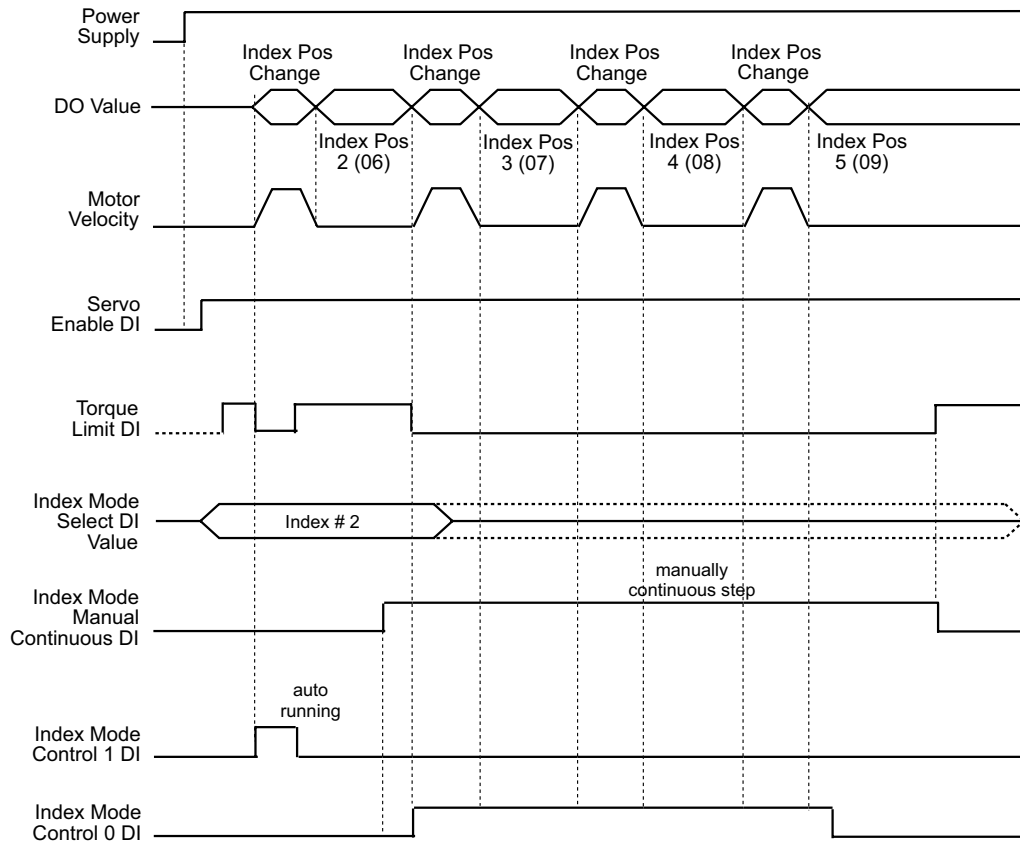 Power
Supply
Index Pos
Change
Index Pos
Change
Index Pos
Change
Index Pos
Change
DO Value
Index Pos
2 (06)
Index Pos
3 (07)
Index Pos
4 (08)
Index Pos
5 (09)
Motor
Velocity
Servo
Enable DI
Torque
Limit DI
Index Mode
Select DI
Value
Index # 2
manually
continuous step
Index Mode
Manual
Continuous DI
auto
running
Index Mode
Control 1 DI
Index Mode
Control 0 DI